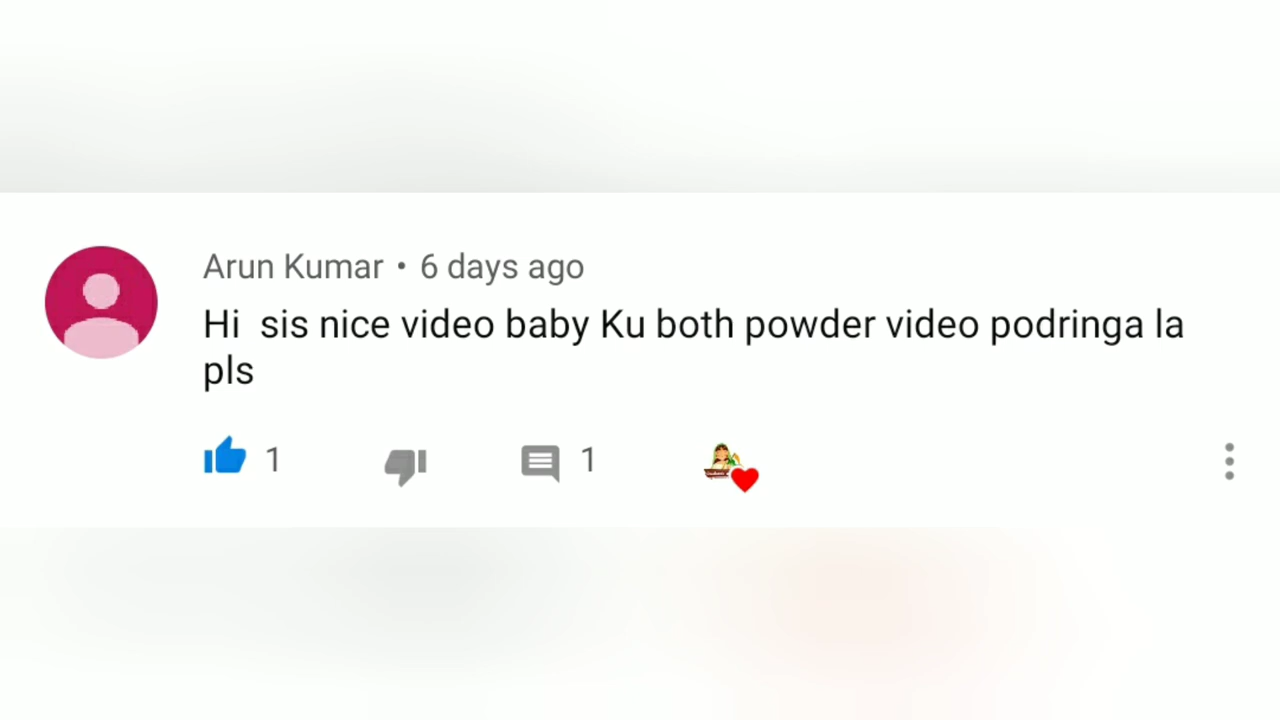 Arun Kumar • 6 days ago
Hi  sis nice video baby Ku both powder video podringa la
pls
1
1